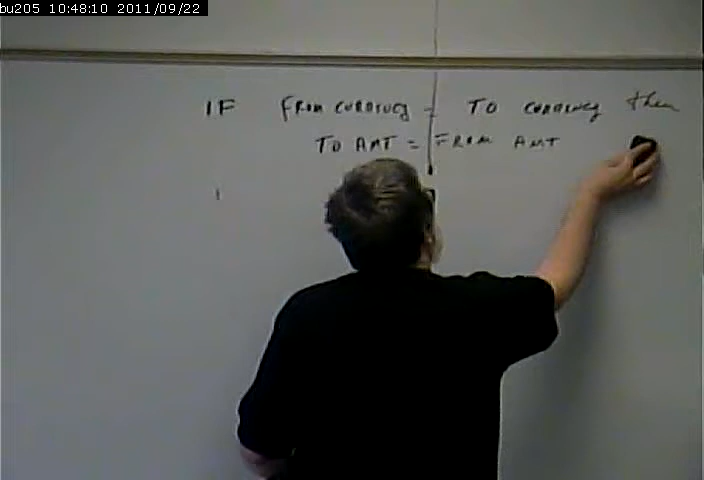 bu205 10:48:10 2011/09/22
IF FROM CURRENCY = TO CURRENCY then
TO AMT = FROM AMT